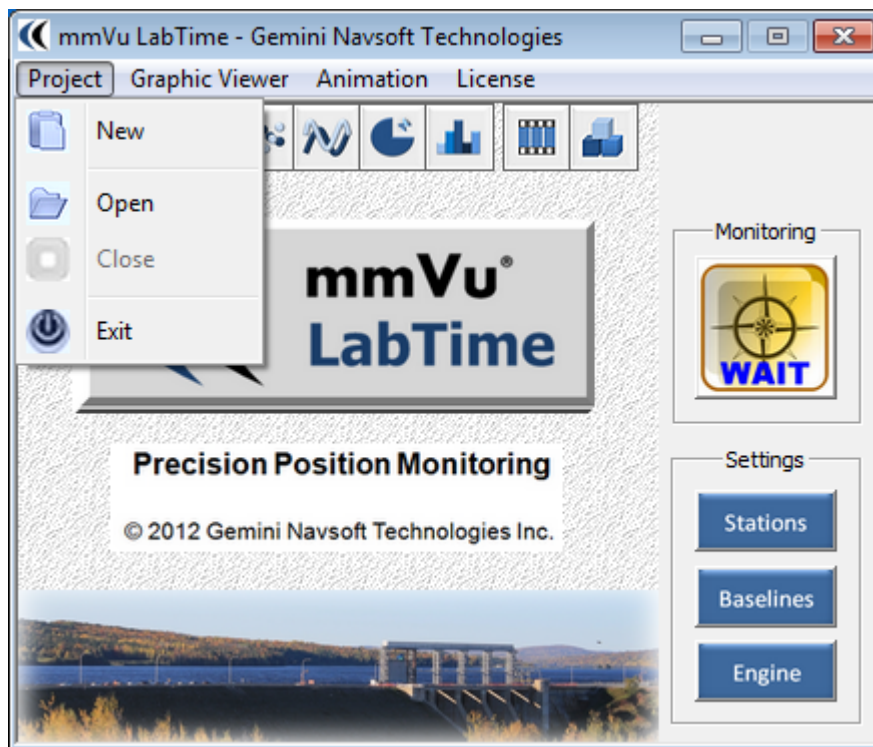 mmVu LabTime - Gemini Navsoft Technologies
Project Graphic Viewer Animation License
New
Open
Close
Exit
mmVu®
LabTime
Precision Position Monitoring
© 2012 Gemini Navsoft Technologies Inc.
Monitoring
WAIT
Settings
Stations
Baselines
Engine